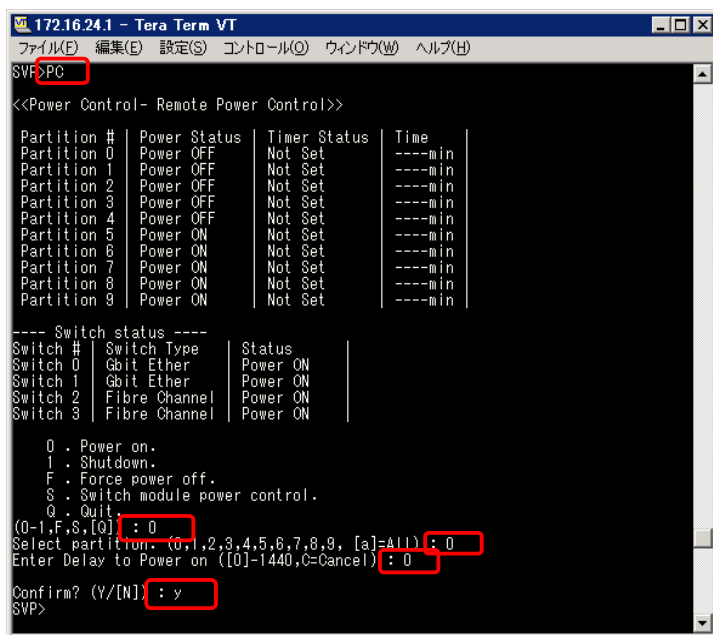 172.16.24.1 - Tera Term VT
ファイル(F) 編集(E) 設定(S) コントロール(O) ウィンドウ(W) ヘルプ(H)
SVP>PC
<<Power Control- Remote Power Control>>
Partition # | Power Status | Timer Status | Time |
Partition 0 | Power OFF | Not Set | ----min |
Partition 1 | Power OFF | Not Set | ----min |
Partition 2 | Power OFF | Not Set | ----min |
Partition 3 | Power OFF | Not Set | ----min |
Partition 4 | Power OFF | Not Set | ----min |
Partition 5 | Power ON | Not Set | ----min |
Partition 6 | Power ON | Not Set | ----min |
Partition 7 | Power ON | Not Set | ----min |
Partition 8 | Power ON | Not Set | ----min |
Partition 9 | Power ON | Not Set | ----min |
---- Switch status ----
Switch # | Switch Type | Status |
Switch 0 | Gbit Ether | Power ON |
Switch 1 | Gbit Ether | Power ON |
Switch 2 | Fibre Channel | Power ON |
Switch 3 | Fibre Channel | Power ON |
0 . Power on.
1 . Shutdown.
F . Force power off.
S . Switch module power control.
Q . Quit.
(0-1,F,S,[Q]) : 0
Select partition. (0,1,2,3,4,5,6,7,8,9, [a]=All) : 0
Enter Delay to Power on ([0]-1440,C=Cancel) : 0
Confirm? (Y/[N]) : y
SVP>